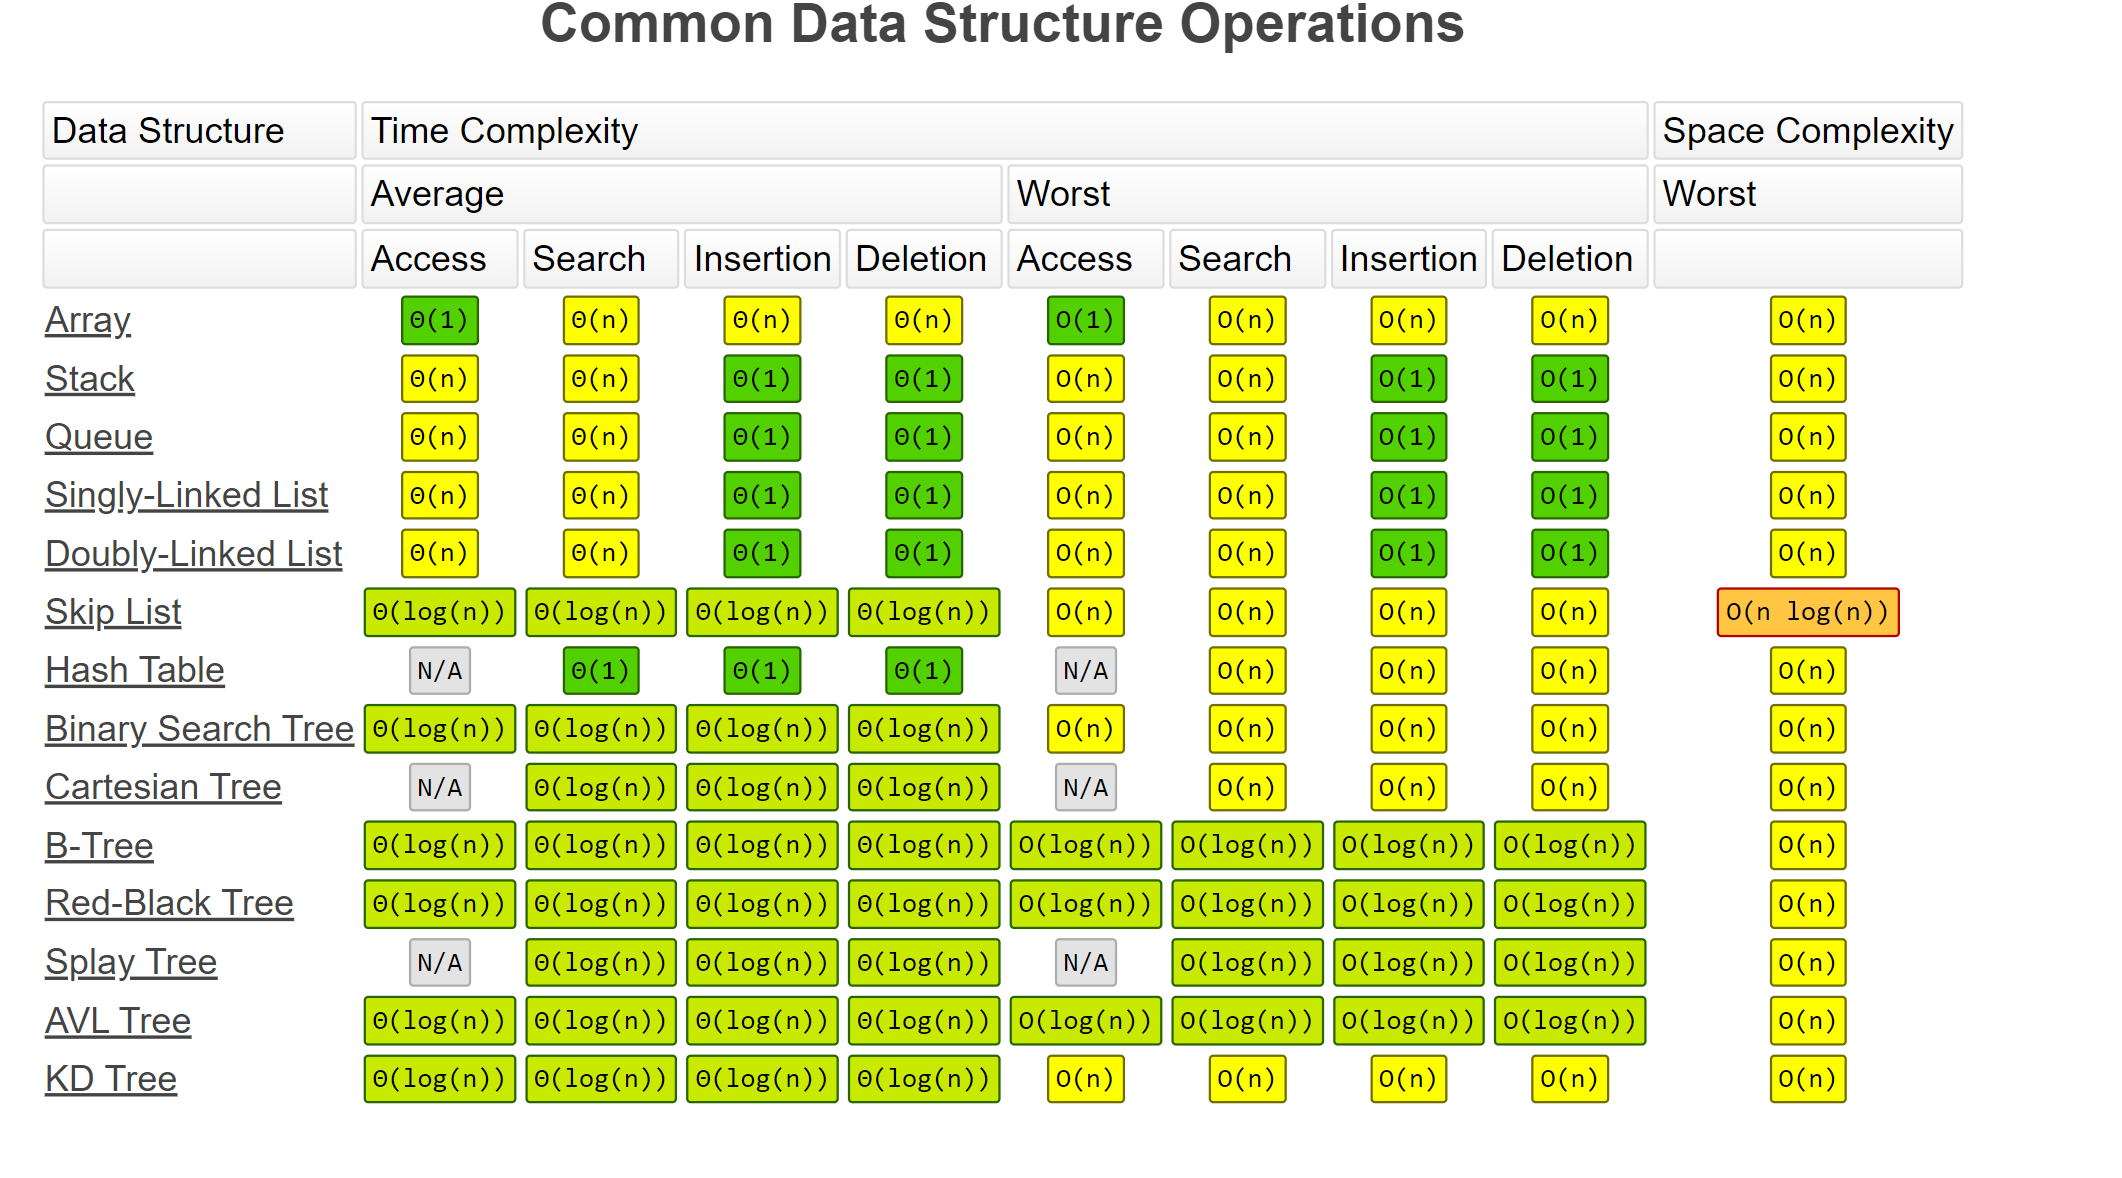 Common Data Structure Operations
Data Structure Time Complexity Space Complexity
Average Worst Worst
Access Search Insertion Deletion Access Search Insertion Deletion
Array Θ(1) Θ(n) Θ(n) Θ(n) O(1) O(n) O(n) O(n) O(n)
Stack Θ(n) Θ(n) Θ(1) Θ(1) O(n) O(n) O(1) O(1) O(n)
Queue Θ(n) Θ(n) Θ(1) Θ(1) O(n) O(n) O(1) O(1) O(n)
Singly-Linked List Θ(n) Θ(n) Θ(1) Θ(1) O(n) O(n) O(1) O(1) O(n)
Doubly-Linked List Θ(n) Θ(n) Θ(1) Θ(1) O(n) O(n) O(1) O(1) O(n)
Skip List Θ(log(n)) Θ(log(n)) Θ(log(n)) Θ(log(n)) O(n) O(n) O(n) O(n) O(n log(n))
Hash Table N/A Θ(1) Θ(1) Θ(1) N/A O(n) O(n) O(n) O(n)
Binary Search Tree Θ(log(n)) Θ(log(n)) Θ(log(n)) Θ(log(n)) O(n) O(n) O(n) O(n) O(n)
Cartesian Tree N/A Θ(log(n)) Θ(log(n)) Θ(log(n)) N/A O(n) O(n) O(n) O(n)
B-Tree Θ(log(n)) Θ(log(n)) Θ(log(n)) Θ(log(n)) O(log(n)) O(log(n)) O(log(n)) O(log(n)) O(n)
Red-Black Tree Θ(log(n)) Θ(log(n)) Θ(log(n)) Θ(log(n)) O(log(n)) O(log(n)) O(log(n)) O(log(n)) O(n)
Splay Tree N/A Θ(log(n)) Θ(log(n)) Θ(log(n)) N/A O(log(n)) O(log(n)) O(log(n)) O(n)
AVL Tree Θ(log(n)) Θ(log(n)) Θ(log(n)) Θ(log(n)) O(log(n)) O(log(n)) O(log(n)) O(log(n)) O(n)
KD Tree Θ(log(n)) Θ(log(n)) Θ(log(n)) Θ(log(n)) O(n) O(n) O(n) O(n) O(n)